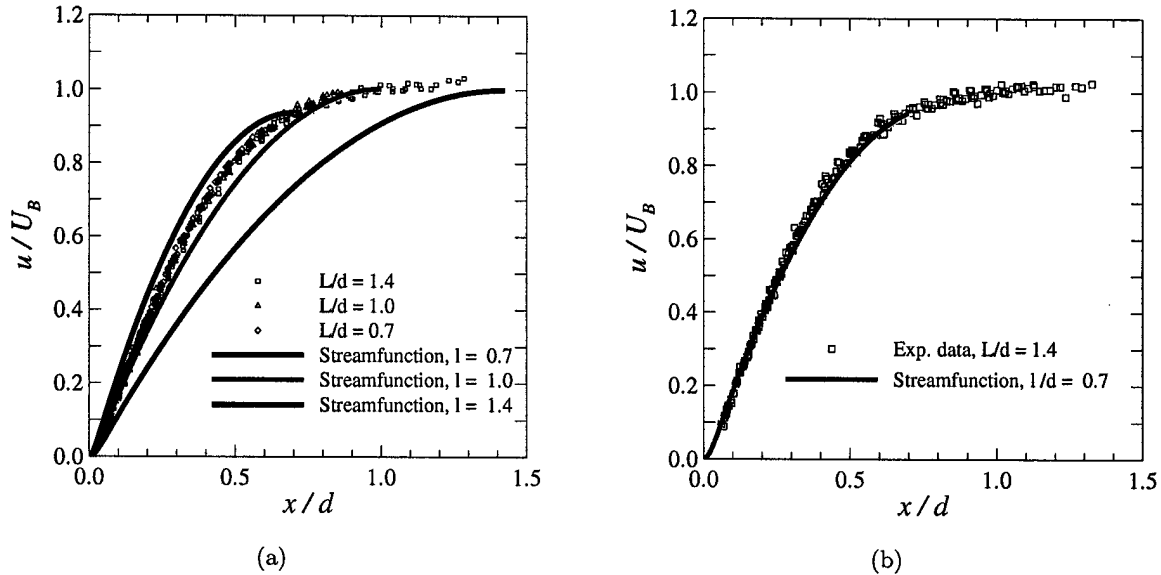 1.2
1.0
0.8
0.6
0.4
0.2
0.0
u / U_B
L/d = 1.4
L/d = 1.0
L/d = 0.7
Streamfunction, l = 0.7
Streamfunction, l = 1.0
Streamfunction, l = 1.4
0.0 0.5 1.0 1.5
x / d
(a)
1.2
1.0
0.8
0.6
0.4
0.2
0.0
u / U_B
Exp. data, L/d = 1.4
Streamfunction, l/d = 0.7
0.0 0.5 1.0 1.5
x / d
(b)